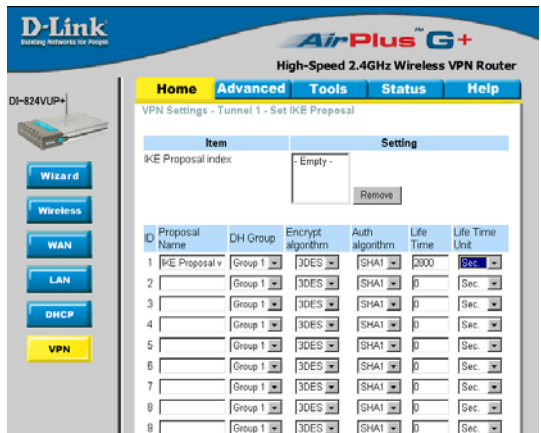 D-Link
Building Networks for People
AirPlus G+
™
High-Speed 2.4GHz Wireless VPN Router
DI-824VUP+
Home Advanced Tools Status Help
VPN Settings - Tunnel 1 - Set IKE Proposal
Item Setting
IKE Proposal index
- Empty -
Remove
ID Proposal Name DH Group Encrypt algorithm Auth algorithm Life Time Life Time Unit
1 IKE Proposal v Group 1 3DES SHA1 2800 Sec.
2 Group 1 3DES SHA1 0 Sec.
3 Group 1 3DES SHA1 0 Sec.
4 Group 1 3DES SHA1 0 Sec.
5 Group 1 3DES SHA1 0 Sec.
6 Group 1 3DES SHA1 0 Sec.
7 Group 1 3DES SHA1 0 Sec.
8 Group 1 3DES SHA1 0 Sec.
9 Group 1 3DES SHA1 0 Sec.
Wizard
Wireless
WAN
LAN
DHCP
VPN